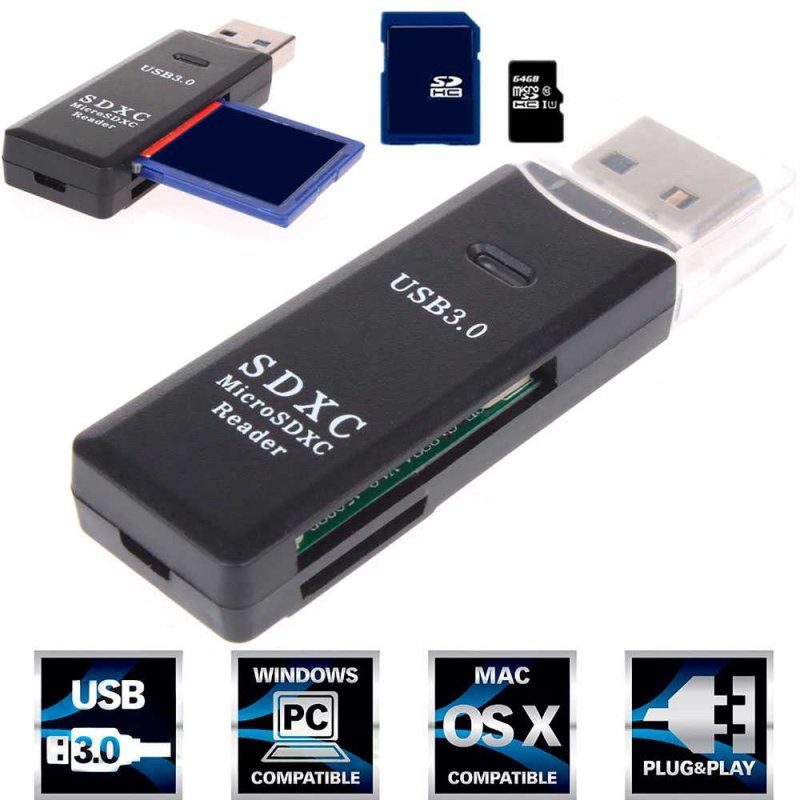 USB3.0
SDXC
MicroSDXC
Reader
SD
HC
64GB
micro
SD
HC I U1
USB3.0
SDXC
MicroSDXC
Reader
USB
3.0
WINDOWS
PC
COMPATIBLE
MAC
OS X
COMPATIBLE
PLUG&PLAY